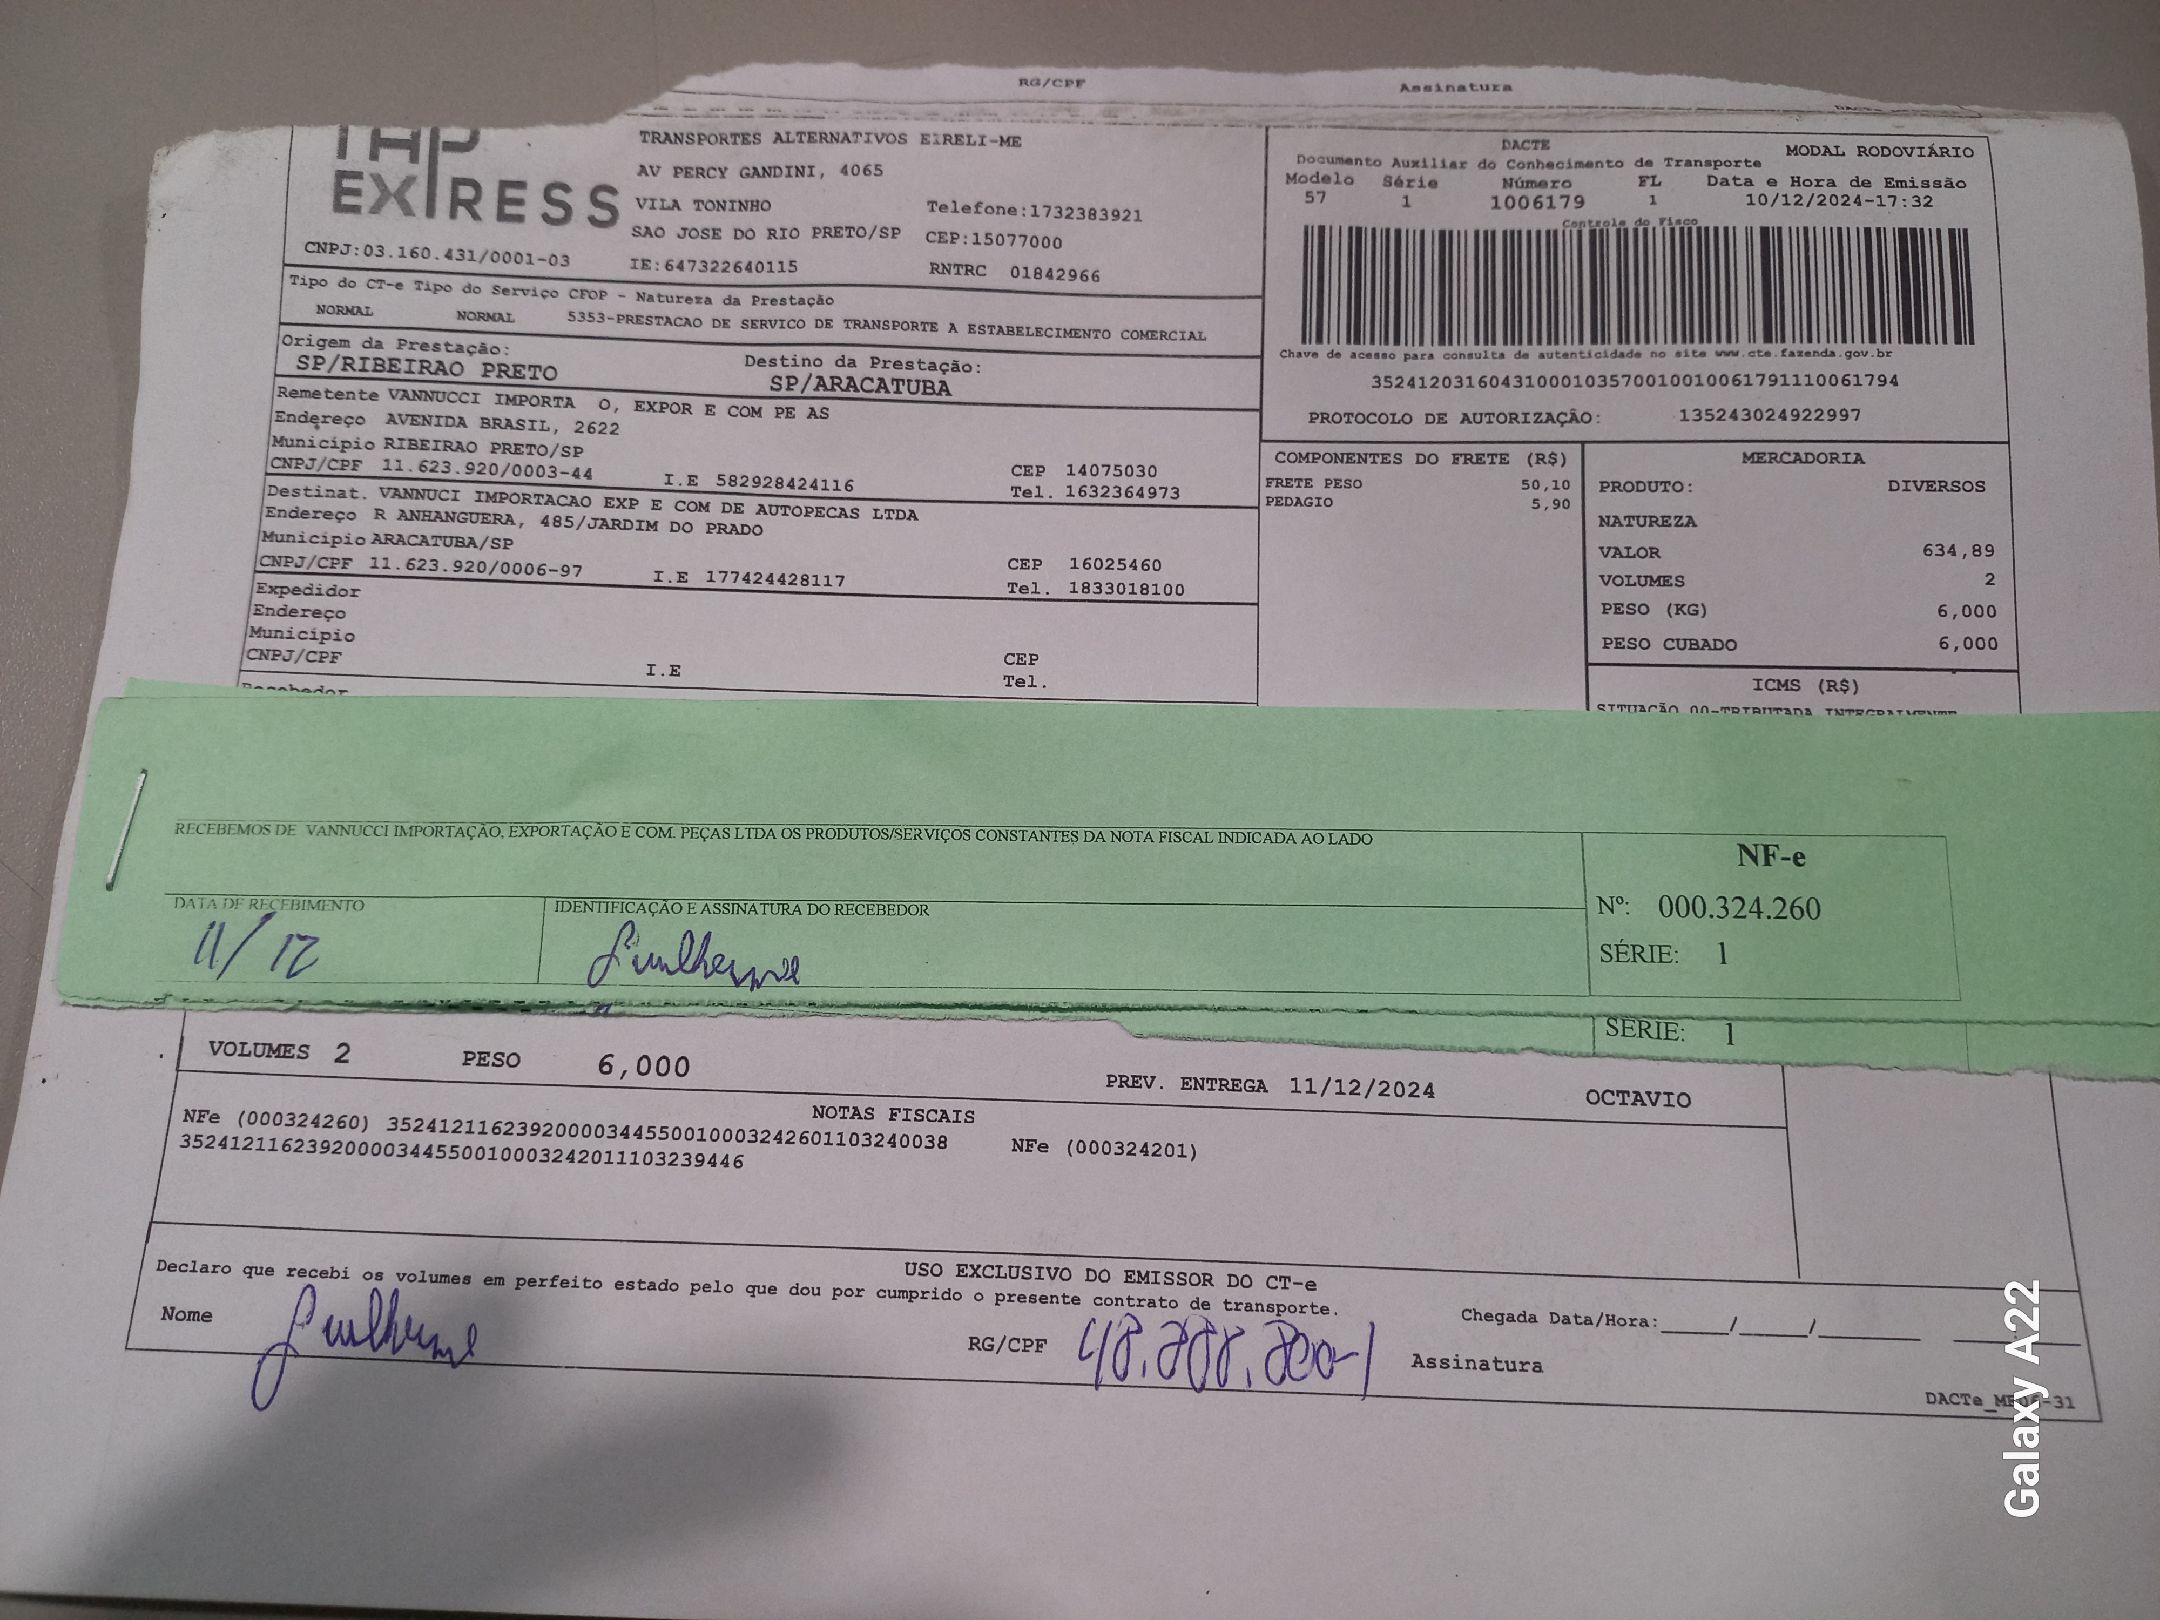 RG/CPF Assinatura
TAP
EXPRESS
TRANSPORTES ALTERNATIVOS EIRELI-ME
AV PERCY GANDINI, 4065
VILA TONINHO Telefone:1732383921
SAO JOSE DO RIO PRETO/SP CEP:15077000
CNPJ:03.160.431/0001-03 IE:647322640115 RNTRC 01842966
DACTE
MODAL RODOVIÁRIO
Documento Auxiliar do Conhecimento de Transporte
Modelo Série Número FL Data e Hora de Emissão
57 1 1006179 1 10/12/2024-17:32
Controle do Fisco
Chave de acesso para consulta de autenticidade no site www.cte.fazenda.gov.br
35241203160431000103570010010061791110061794
PROTOCOLO DE AUTORIZAÇÃO: 135243024922997
Tipo do CT-e Tipo do Serviço CFOP - Natureza da Prestação
NORMAL NORMAL 5353-PRESTACAO DE SERVICO DE TRANSPORTE A ESTABELECIMENTO COMERCIAL
Origem da Prestação: Destino da Prestação:
SP/RIBEIRAO PRETO SP/ARACATUBA
Remetente VANNUCCI IMPORTA O, EXPOR E COM PE AS
Endereço AVENIDA BRASIL, 2622
Município RIBEIRAO PRETO/SP CEP 14075030
CNPJ/CPF 11.623.920/0003-44 I.E 582928424116 Tel. 1632364973
Destinat. VANNUCI IMPORTACAO EXP E COM DE AUTOPECAS LTDA
Endereço R ANHANGUERA, 485/JARDIM DO PRADO
Município ARACATUBA/SP CEP 16025460
CNPJ/CPF 11.623.920/0006-97 I.E 177424428117 Tel. 1833018100
Expedidor
Endereço
Município CEP
CNPJ/CPF I.E Tel.
Recebedor
COMPONENTES DO FRETE (R$)
FRETE PESO 50,10
PEDAGIO 5,90
MERCADORIA
PRODUTO: DIVERSOS
NATUREZA
VALOR 634,89
VOLUMES 2
PESO (KG) 6,000
PESO CUBADO 6,000
ICMS (R$)
SITUAÇÃO 00-TRIBUTADA INTEGRALMENTE
RECEBEMOS DE VANNUCCI IMPORTAÇÃO, EXPORTAÇÃO E COM. PEÇAS LTDA OS PRODUTOS/SERVIÇOS CONSTANTES DA NOTA FISCAL INDICADA AO LADO
DATA DE RECEBIMENTO IDENTIFICAÇÃO E ASSINATURA DO RECEBEDOR
11/12 Guilherme
NF-e
Nº: 000.324.260
SÉRIE: 1
SÉRIE: 1
VOLUMES 2 PESO 6,000 PREV. ENTREGA 11/12/2024 OCTAVIO
NOTAS FISCAIS
NFe (000324260) 35241211623920000344550010003242601103240038 NFe (000324201)
35241211623920000344550010003242011103239446
USO EXCLUSIVO DO EMISSOR DO CT-e
Declaro que recebi os volumes em perfeito estado pelo que dou por cumprido o presente contrato de transporte.
Nome Guilherme RG/CPF Assinatura
Chegada Data/Hora:_____/_____/________
Galaxy A22